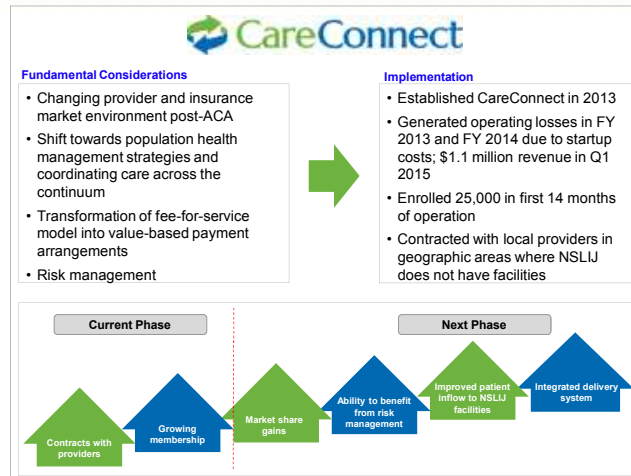 CareConnect
Fundamental Considerations
• Changing provider and insurance
market environment post-ACA
• Shift towards population health
management strategies and
coordinating care across the
continuum
• Transformation of fee-for-service
model into value-based payment
arrangements
• Risk management
Implementation
• Established CareConnect in 2013
• Generated operating losses in FY
2013 and FY 2014 due to startup
costs; $1.1 million revenue in Q1
2015
• Enrolled 25,000 in first 14 months
of operation
• Contracted with local providers in
geographic areas where NSLIJ
does not have facilities
Current Phase
Next Phase
Contracts with
providers
Growing
membership
Market share
gains
Ability to benefit
from risk
management
Improved patient
inflow to NSLIJ
facilities
Integrated delivery
system